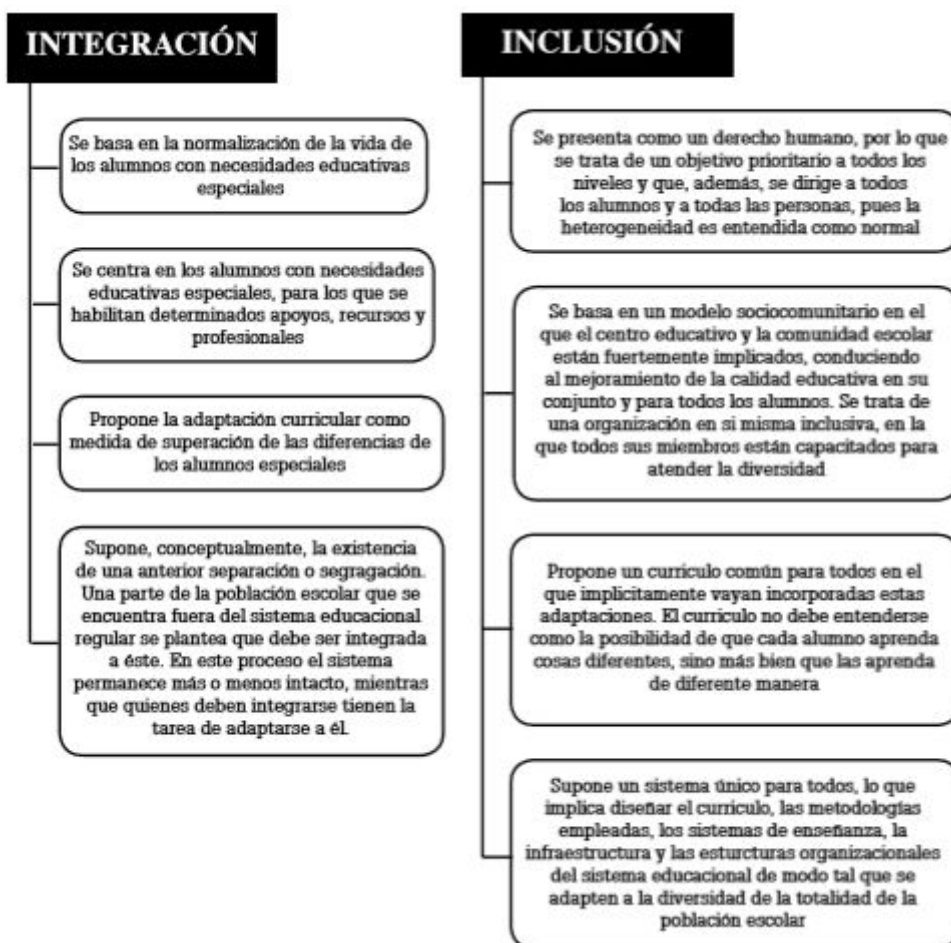 INTEGRACIÓN
Se basa en la normalización de la vida de
los alumnos con necesidades educativas
especiales
Se centra en los alumnos con necesidades
educativas especiales, para los que se
habilitan determinados apoyos, recursos y
profesionales
Propone la adaptación curricular como
medida de superación de las diferencias de
los alumnos especiales
Supone, conceptualmente, la existencia
de una anterior separación o segragación.
Una parte de la población escolar que se
encuentra fuera del sistema educacional
regular se plantea que debe ser integrada
a éste. En este proceso el sistema
permanece más o menos intacto, mientras
que quienes deben integrarse tienen la
tarea de adaptarse a él.
INCLUSIÓN
Se presenta como un derecho humano, por lo que
se trata de un objetivo prioritario a todos los
niveles y que, además, se dirige a todos
los alumnos y a todas las personas, pues la
heterogeneidad es entendida como normal
Se basa en un modelo sociocomunitario en el
que el centro educativo y la comunidad escolar
están fuertemente implicados, conduciendo
al mejoramiento de la calidad educativa en su
conjunto y para todos los alumnos. Se trata de
una organización en si misma inclusiva, en la
que todos sus miembros están capacitados para
atender la diversidad
Propone un curriculo común para todos en el
que implicitamente vayan incorporadas estas
adaptaciones. El curriculo no debe entenderse
como la posibilidad de que cada alumno aprenda
cosas diferentes, sino más bien que las aprenda
de diferente manera
Supone un sistema único para todos, lo que
implica diseñar el curriculo, las metodologías
empleadas, los sistemas de enseñanza, la
infraestructura y las esturcturas organizacionales
del sistema educacional de modo tal que se
adapten a la diversidad de la totalidad de la
población escolar